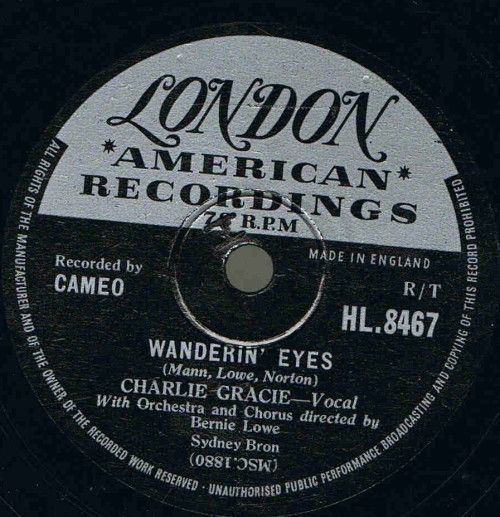 LONDON
*AMERICAN*
RECORDINGS
78 R.P.M
MADE IN ENGLAND
Recorded by
CAMEO
R/T
HL.8467
WANDERIN' EYES
(Mann, Lowe, Norton)
CHARLIE GRACIE—Vocal
With Orchestra and Chorus directed by
Bernie Lowe
Sydney Bron
(MSC.1880)
ALL RIGHTS OF THE MANUFACTURER AND OF THE OWNER OF THE RECORDED WORK RESERVED · UNAUTHORISED PUBLIC PERFORMANCE BROADCASTING AND COPYING OF THIS RECORD PROHIBITED